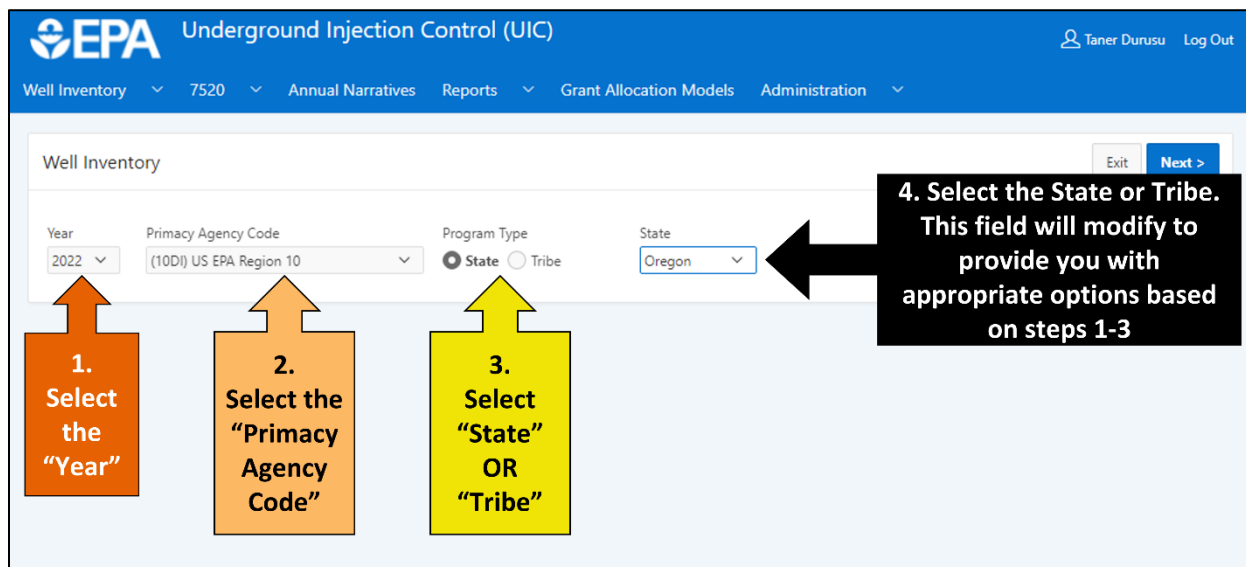 EPA
Underground Injection Control (UIC)
Taner Durusu Log Out
Well Inventory 7520 Annual Narratives Reports Grant Allocation Models Administration
Well Inventory
Exit Next >
Year Primacy Agency Code Program Type State
2022 (10DI) US EPA Region 10 State Tribe Oregon
4. Select the State or Tribe.
This field will modify to
provide you with
appropriate options based
on steps 1-3
1.
Select
the
“Year”
2.
Select the
“Primacy
Agency
Code”
3.
Select
“State”
OR
“Tribe”